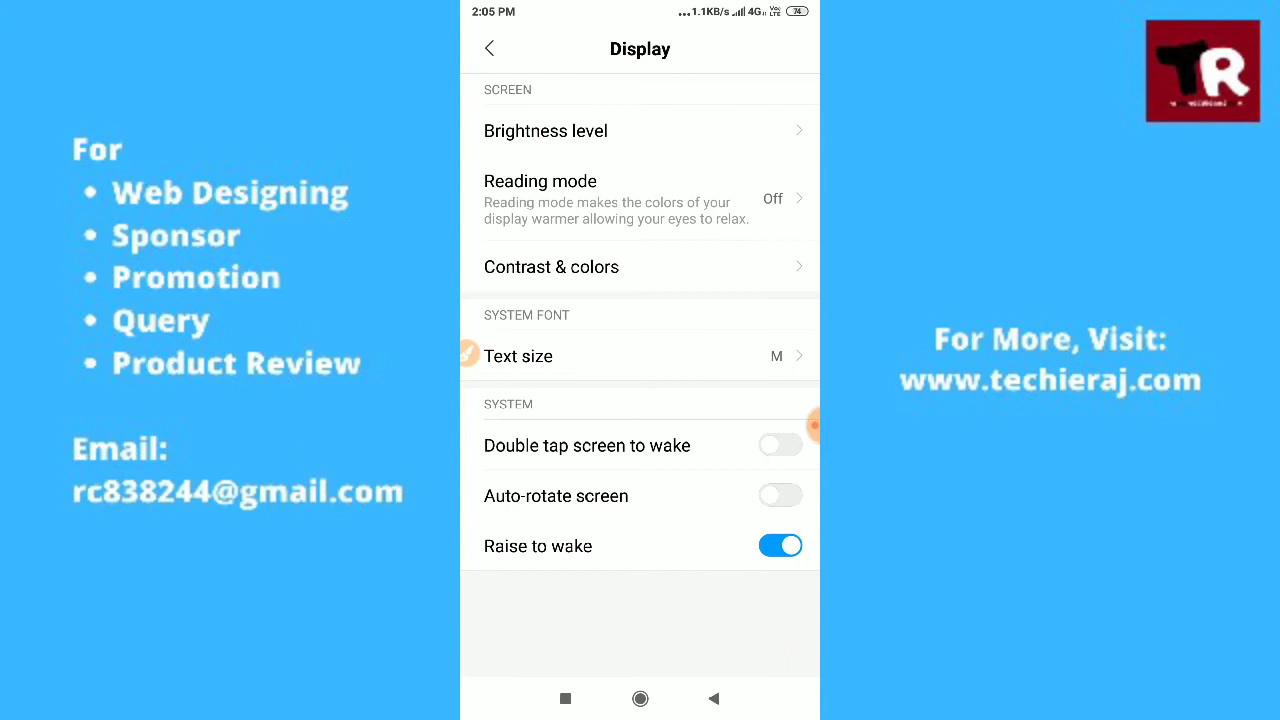 For
• Web Designing
• Sponsor
• Promotion
• Query
• Product Review
Email:
rc838244@gmail.com
2:05 PM
...1.1KB/s 4G Vo LTE 74
Display
SCREEN
Brightness level
Reading mode
Reading mode makes the colors of your
display warmer allowing your eyes to relax.
Off
Contrast & colors
SYSTEM FONT
Text size M
SYSTEM
Double tap screen to wake
Auto-rotate screen
Raise to wake
TR
For More, Visit:
www.techieraj.com